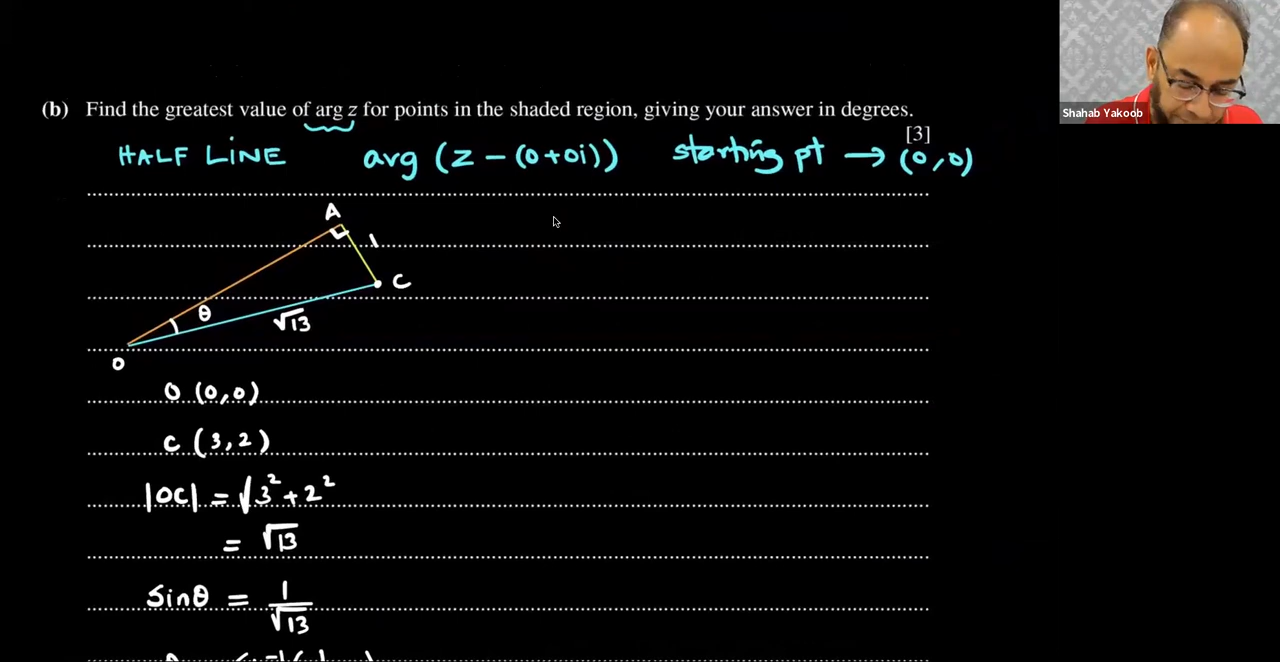 Shahab Yakoob
(b) Find the greatest value of arg z for points in the shaded region, giving your answer in degrees.
[3]
HALF LINE arg (z - (0+0i)) starting pt → (0,0)
A
1
C
θ
√13
O
O (0,0)
C (3,2)
|OC| = √3² + 2²
= √13
Sinθ = 1/√13